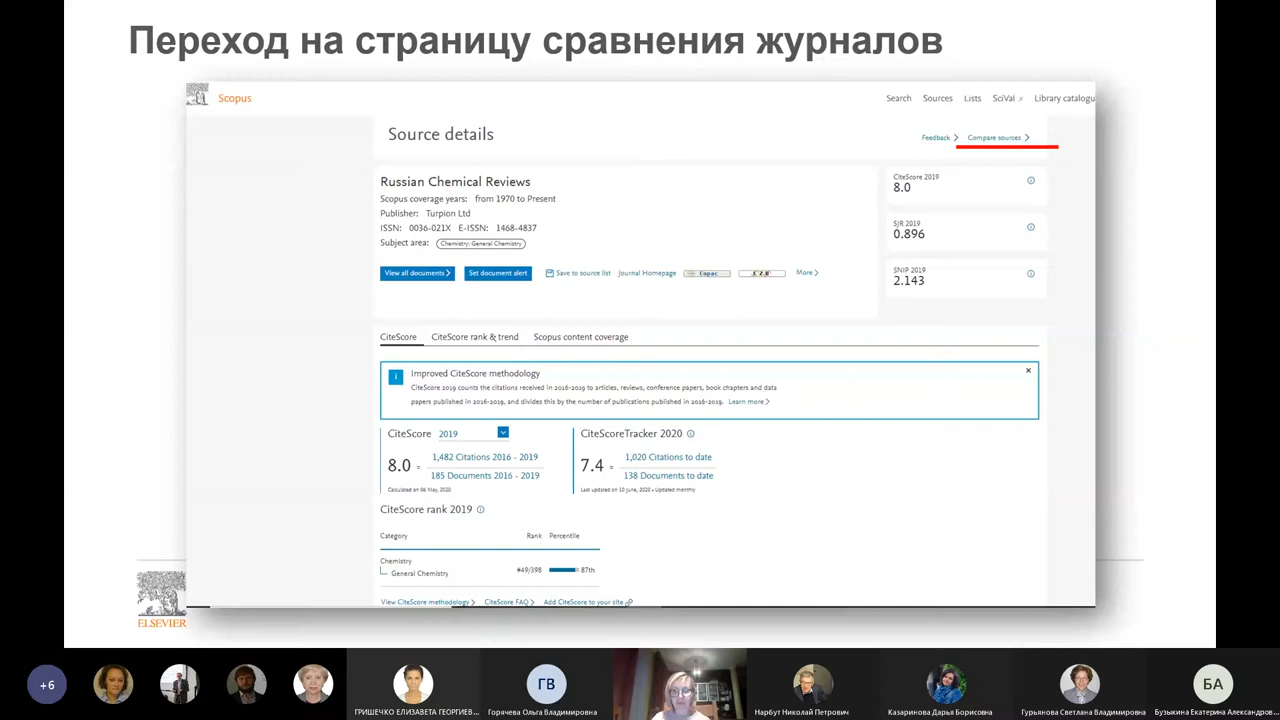 Переход на страницу сравнения журналов
Scopus
Search Sources Lists SciVal Library catalogu
Source details
Feedback Compare sources
Russian Chemical Reviews
Scopus coverage years: from 1970 to Present
Publisher: Turpion Ltd
ISSN: 0036-021X E-ISSN: 1468-4837
Subject area: Chemistry: General Chemistry
CiteScore 2019
8.0
SJR 2019
0.896
SNIP 2019
2.143
View all documents Set document alert Save to source list Journal Homepage Copac More
CiteScore CiteScore rank & trend Scopus content coverage
Improved CiteScore methodology
CiteScore 2019 counts the citations received in 2016-2019 to articles, reviews, conference papers, book chapters and data
papers published in 2016-2019, and divides this by the number of publications published in 2016-2019. Learn more
CiteScore 2019
8.0 = 1,482 Citations 2016 - 2019
185 Documents 2016 - 2019
Calculated on 06 May, 2020
CiteScoreTracker 2020
7.4 = 1,020 Citations to date
138 Documents to date
Last updated on 10 June, 2020 • Updated monthly
CiteScore rank 2019
Category Rank Percentile
Chemistry
General Chemistry #49/398 87th
View CiteScore methodology CiteScore FAQ Add CiteScore to your site
ELSEVIER
+6
ГРИШЕЧКО ЕЛИЗАВЕТА ГЕОРГИЕВ...
ГВ
Горячева Ольга Владимировна
Нарбут Николай Петрович
Казаринова Дарья Борисовна
Гурьянова Светлана Владимировна
БА
Бузыкина Екатерина Александров...